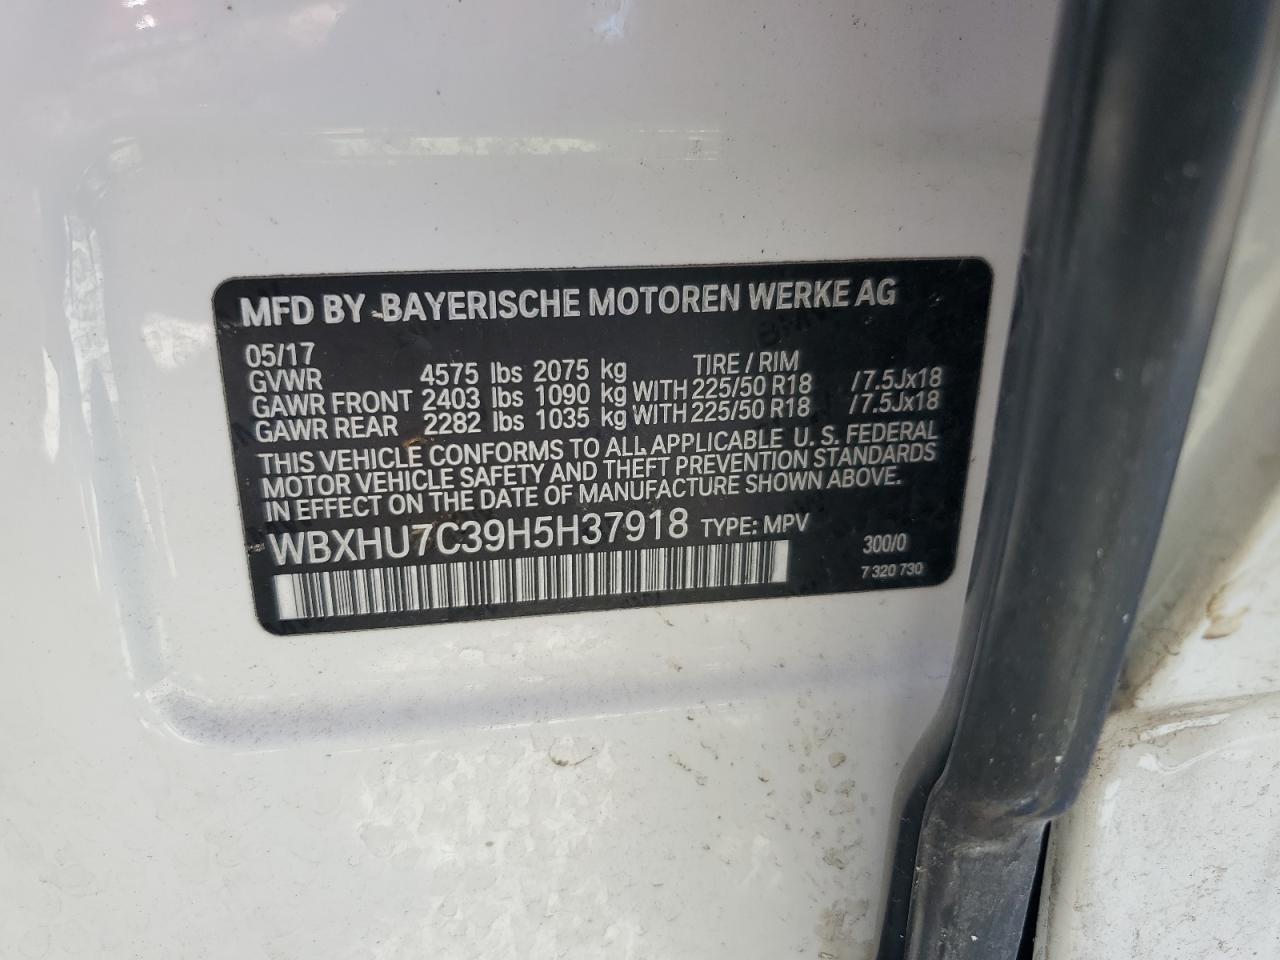 MFD BY BAYERISCHE MOTOREN WERKE AG
05/17 TIRE / RIM
GVWR 4575 lbs 2075 kg
GAWR FRONT 2403 lbs 1090 kg WITH 225/50 R18 /7.5Jx18
GAWR REAR 2282 lbs 1035 kg WITH 225/50 R18 /7.5Jx18
THIS VEHICLE CONFORMS TO ALL APPLICABLE U. S. FEDERAL
MOTOR VEHICLE SAFETY AND THEFT PREVENTION STANDARDS
IN EFFECT ON THE DATE OF MANUFACTURE SHOWN ABOVE.
WBXHU7C39H5H37918 TYPE: MPV
300/0
7 320 730